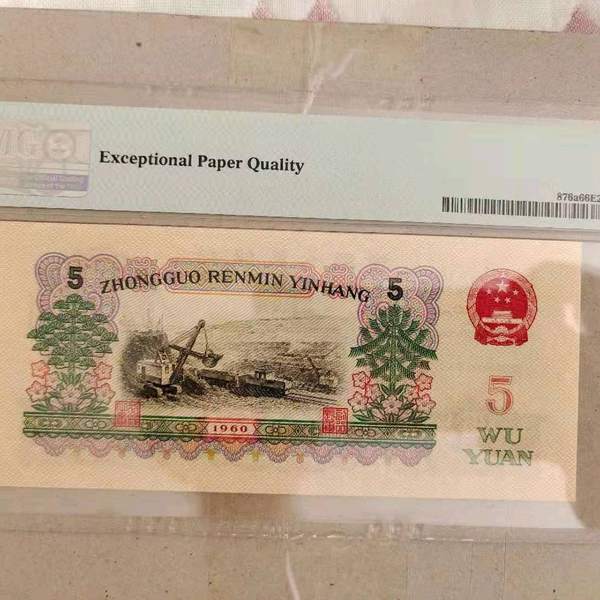 Exceptional Paper Quality
876a66E2
5
ZHONGGUO RENMIN YINHANG
5
5
1960
WU
YUAN